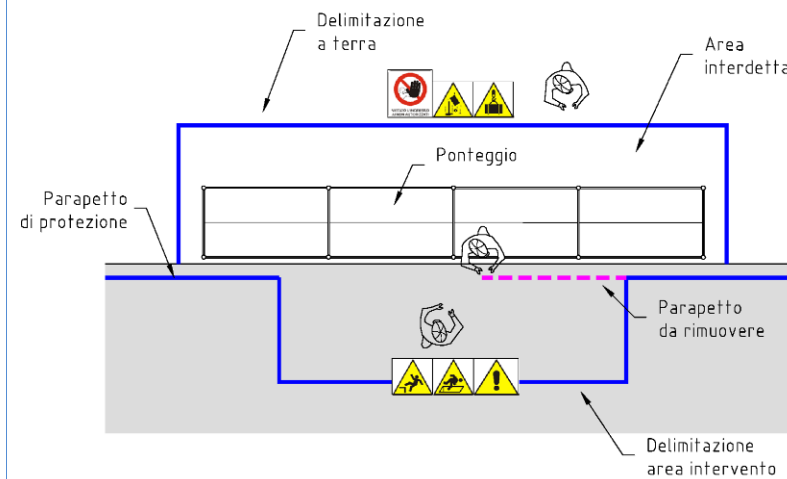 Delimitazione
a terra
Area
interdetta
Ponteggio
Parapetto
di protezione
Parapetto
da rimuovere
Delimitazione
area intervento